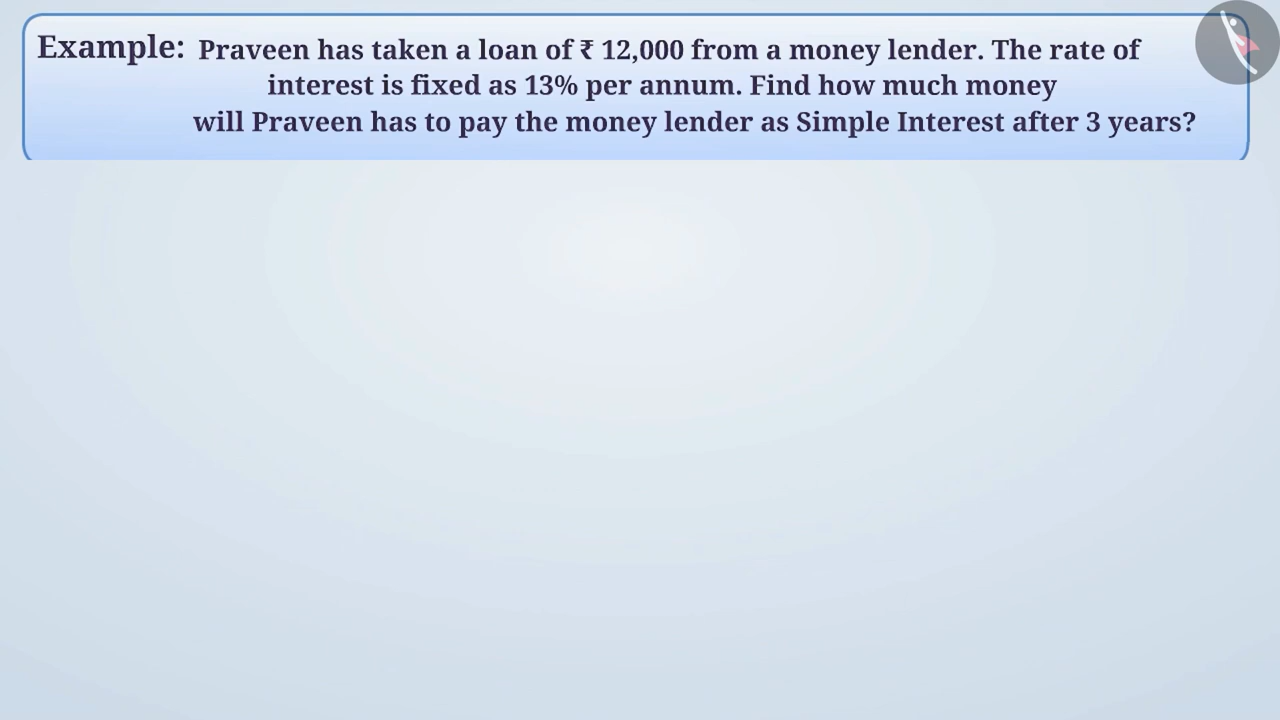 Example: Praveen has taken a loan of ₹ 12,000 from a money lender. The rate of
interest is fixed as 13% per annum. Find how much money
will Praveen has to pay the money lender as Simple Interest after 3 years?